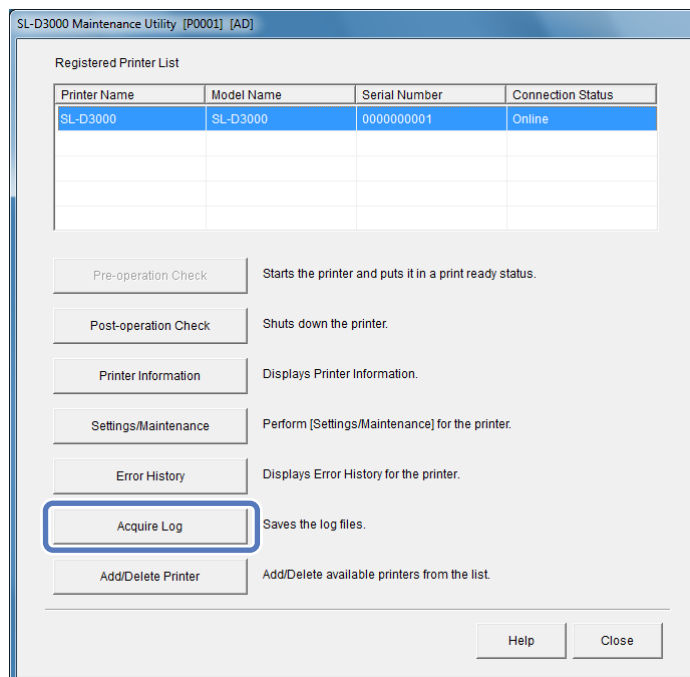 SL-D3000 Maintenance Utility [P0001] [AD]
Registered Printer List
Printer Name Model Name Serial Number Connection Status
SL-D3000 SL-D3000 0000000001 Online
Pre-operation Check Starts the printer and puts it in a print ready status.
Post-operation Check Shuts down the printer.
Printer Information Displays Printer Information.
Settings/Maintenance Perform [Settings/Maintenance] for the printer.
Error History Displays Error History for the printer.
Acquire Log Saves the log files.
Add/Delete Printer Add/Delete available printers from the list.
Help Close